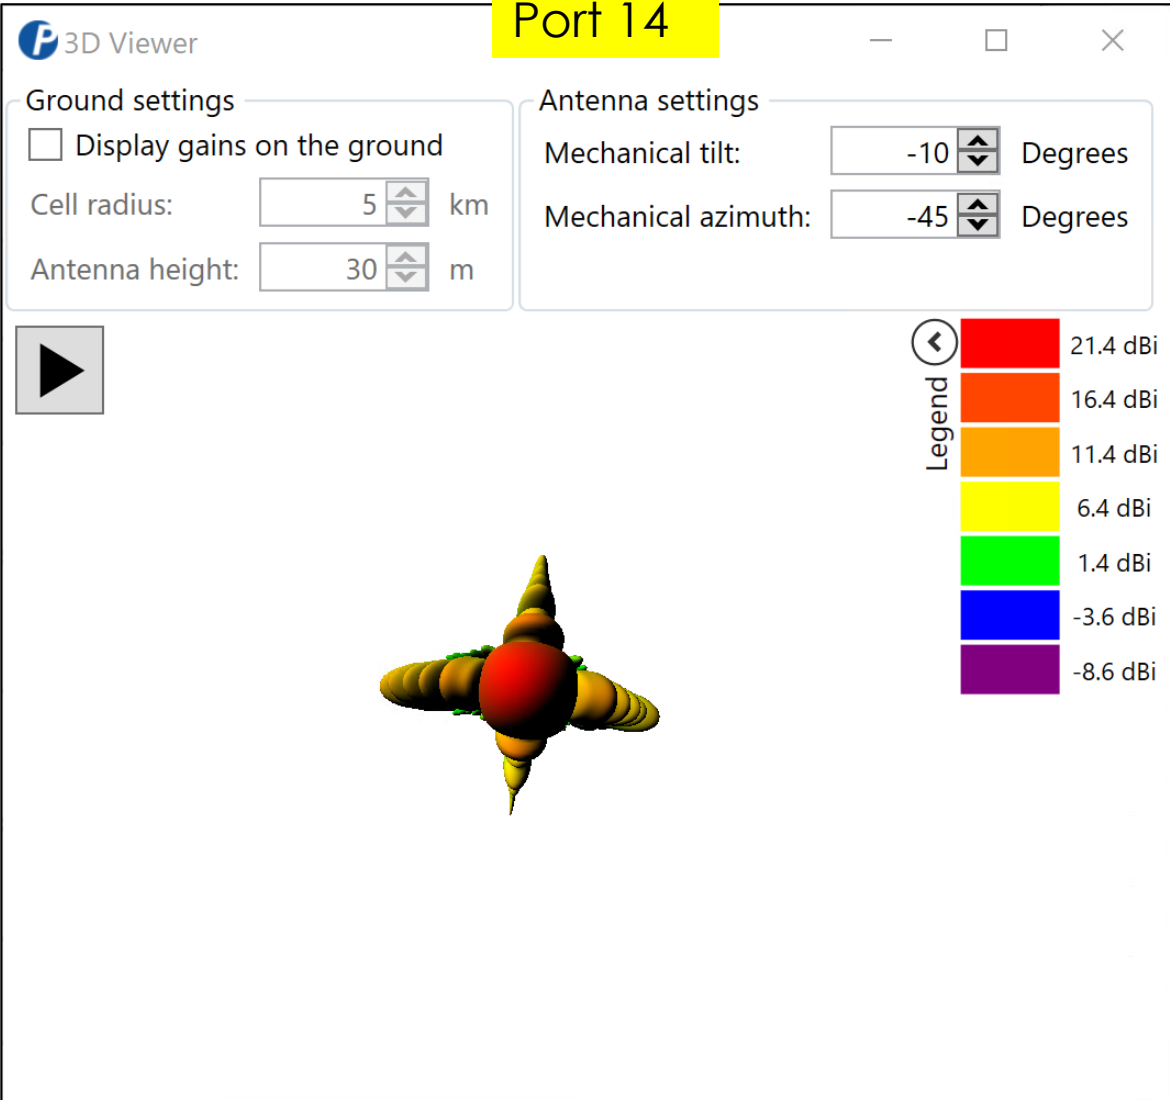 Port 14
3D Viewer
Ground settings
Display gains on the ground
Cell radius: 5 km
Antenna height: 30 m
Antenna settings
Mechanical tilt: -10 Degrees
Mechanical azimuth: -45 Degrees
Legend
21.4 dBi
16.4 dBi
11.4 dBi
6.4 dBi
1.4 dBi
-3.6 dBi
-8.6 dBi